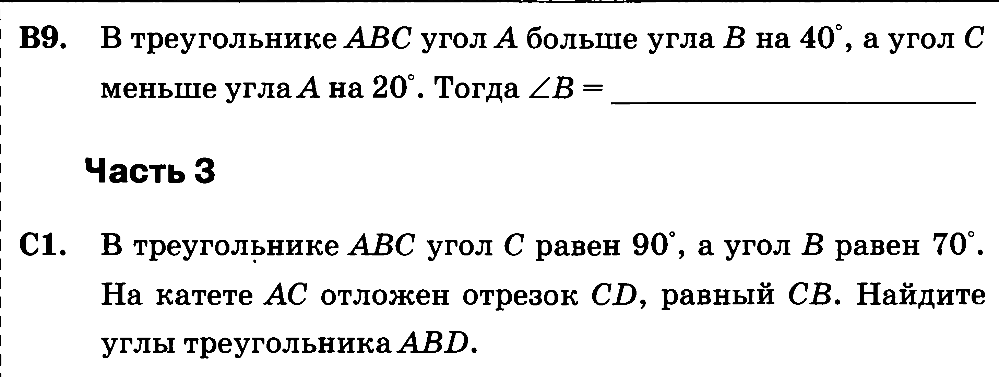 В9. В треугольнике ABC угол A больше угла B на 40°, а угол C
меньше угла A на 20°. Тогда ∠B = ____________
Часть 3
С1. В треугольнике ABC угол C равен 90°, а угол B равен 70°.
На катете AC отложен отрезок CD, равный CB. Найдите
углы треугольника ABD.